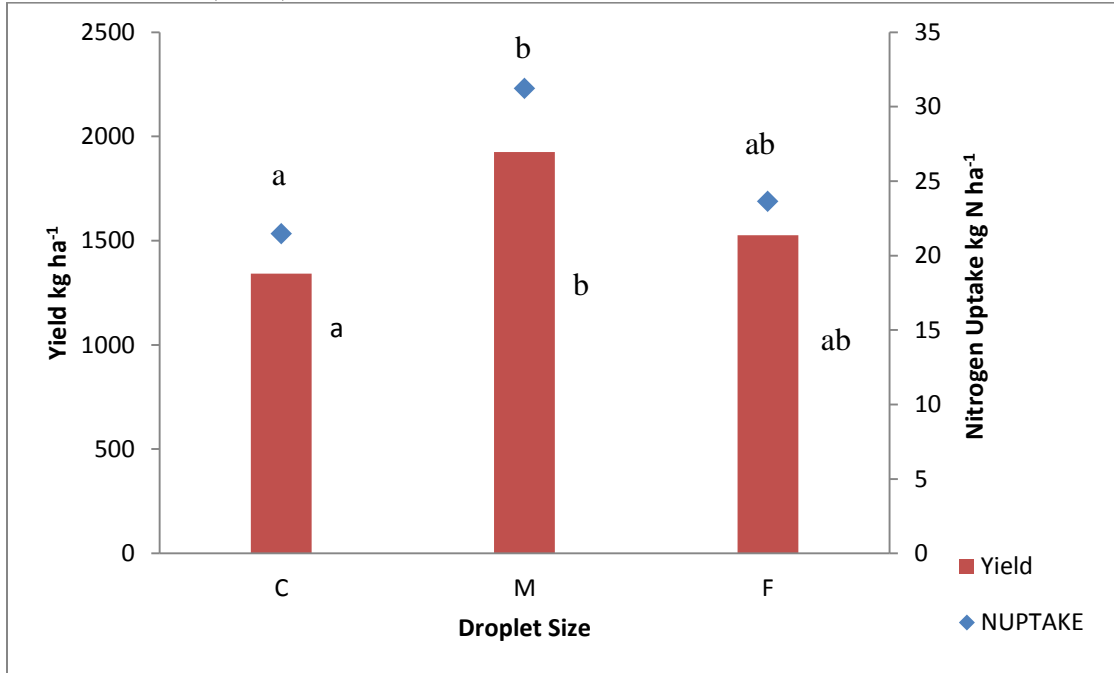 2500
2000
1500
1000
500
0
Yield kg ha⁻¹
a
b
ab
a
b
ab
35
30
25
20
15
10
5
0
Nitrogen Uptake kg N ha⁻¹
C M F
Droplet Size
Yield
NUPTAKE